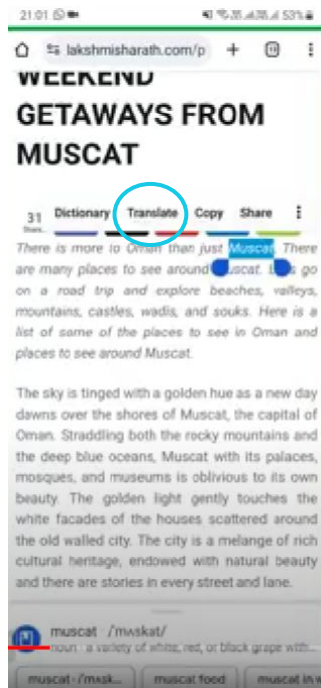 21:01 53%
lakshmisharath.com/p
WEEKEND
GETAWAYS FROM
MUSCAT
31 Dictionary Translate Copy Share
There is more to Oman than just Muscat. There
are many places to see around Muscat. go
on a road trip and explore beaches, valleys,
mountains, castles, wadis, and souks. Here is a
list of some of the places to see in Oman and
places to see around Muscat.
The sky is tinged with a golden hue as a new day
dawns over the shores of Muscat, the capital of
Oman. Straddling both the rocky mountains and
the deep blue oceans, Muscat with its palaces,
mosques, and museums is oblivious to its own
beauty. The golden light gently touches the
white facades of the houses scattered around
the old walled city. The city is a melange of rich
cultural heritage, endowed with natural beauty
and there are stories in every street and lane.
muscat /mʌskat/
noun a variety of white, red, or black grape with...
muscat - /mʌsk... muscat food muscat in